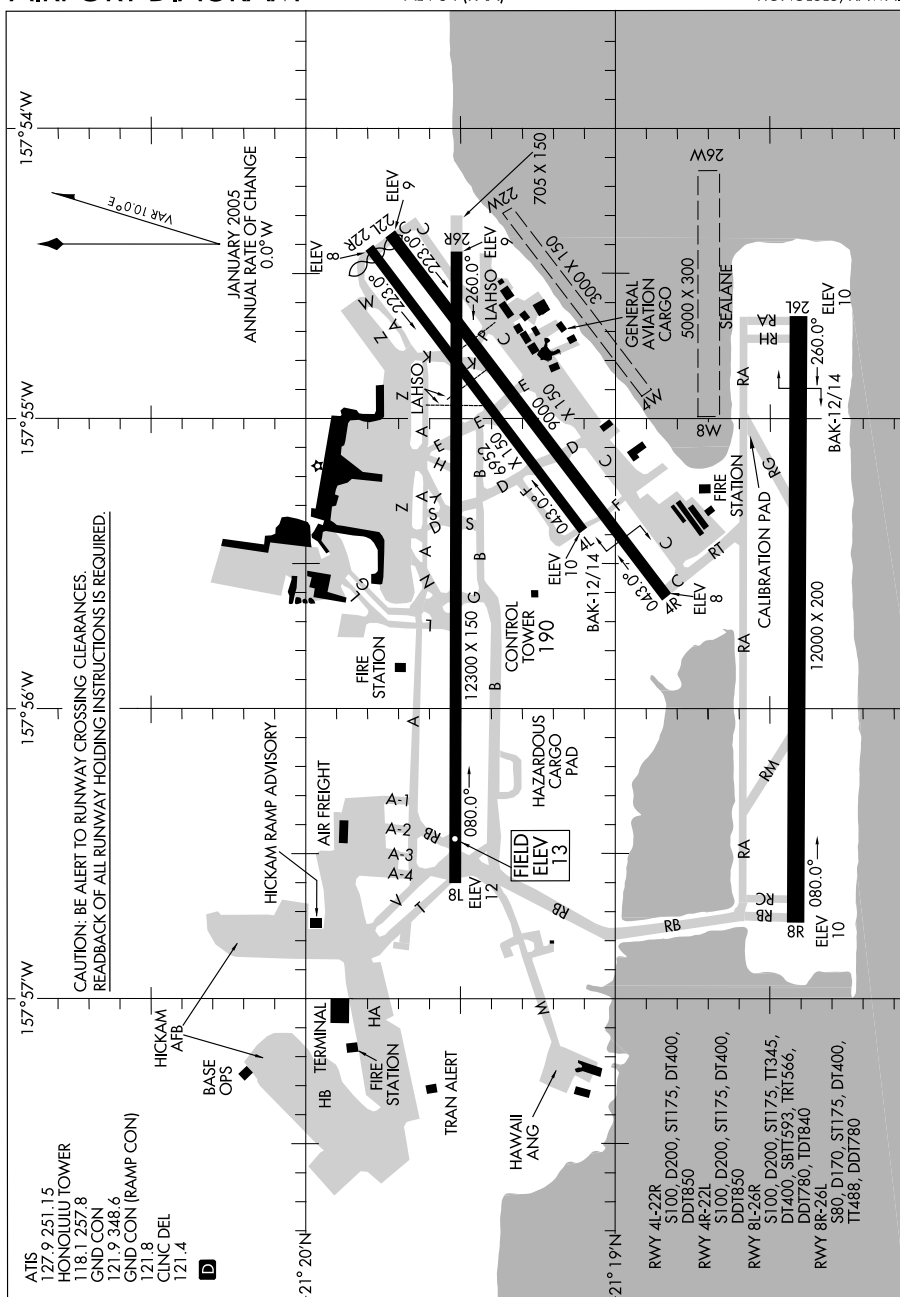 157°54'W
157°55'W
157°56'W
157°57'W
21°20'N
21°19'N
ATIS
127.9 251.15
HONOLULU TOWER
118.1 257.8
GND CON
121.9 348.6
GND CON (RAMP CON)
121.8
CLNC DEL
121.4
D
CAUTION: BE ALERT TO RUNWAY CROSSING CLEARANCES.
READBACK OF ALL RUNWAY HOLDING INSTRUCTIONS IS REQUIRED.
VAR 10.0°E
JANUARY 2005
ANNUAL RATE OF CHANGE
0.0° W
HICKAM
AFB
BASE
OPS
HB
TERMINAL
HA
FIRE
STATION
TRAN ALERT
HICKAM RAMP ADVISORY
AIR FREIGHT
A-1
A-2
A-3
A-4
V
T
RB
A
FIRE
STATION
L
G
L
N
A
Z
D
S
Y
A
H
E
A
Z
LAHSO
K
K
Z
A
W
ELEV
8
22R
22L
ELEV
9
223.0°
223.0°
C
C
8L
ELEV
12
080.0°
FIELD
ELEV
13
12300 X 150
26R
ELEV
9
260.0°
LAHSO
705 X 150
P
B
G
B
S
B
D
E
E
C
D
F
F
C
C
6952
X 150
9000
X 150
043.0°
4L
ELEV
10
BAK-12/14
043.0°
4R
ELEV
8
CONTROL
TOWER
190
HAZARDOUS
CARGO
PAD
HAWAII
ANG
M
RB
RB
RB
RC
RA
RM
RA
RT
RA
RG
RH
RA
GENERAL
AVIATION
CARGO
FIRE
STATION
22W
3000 X 150
4W
26W
5000 X 300
SEALANE
8W
CALIBRATION PAD
BAK-12/14
8R
ELEV
10
080.0°
12000 X 200
260.0°
26L
ELEV
10
RWY 4L-22R
S100, D200, ST175, DT400,
DDT850
RWY 4R-22L
S100, D200, ST175, DT400,
DDT850
RWY 8L-26R
S100, D200, ST175, TT345,
DT400, SBTT593, TRT566,
DDT780, TDT840
RWY 8R-26L
S80, D170, ST175, DT400,
TT488, DDT780